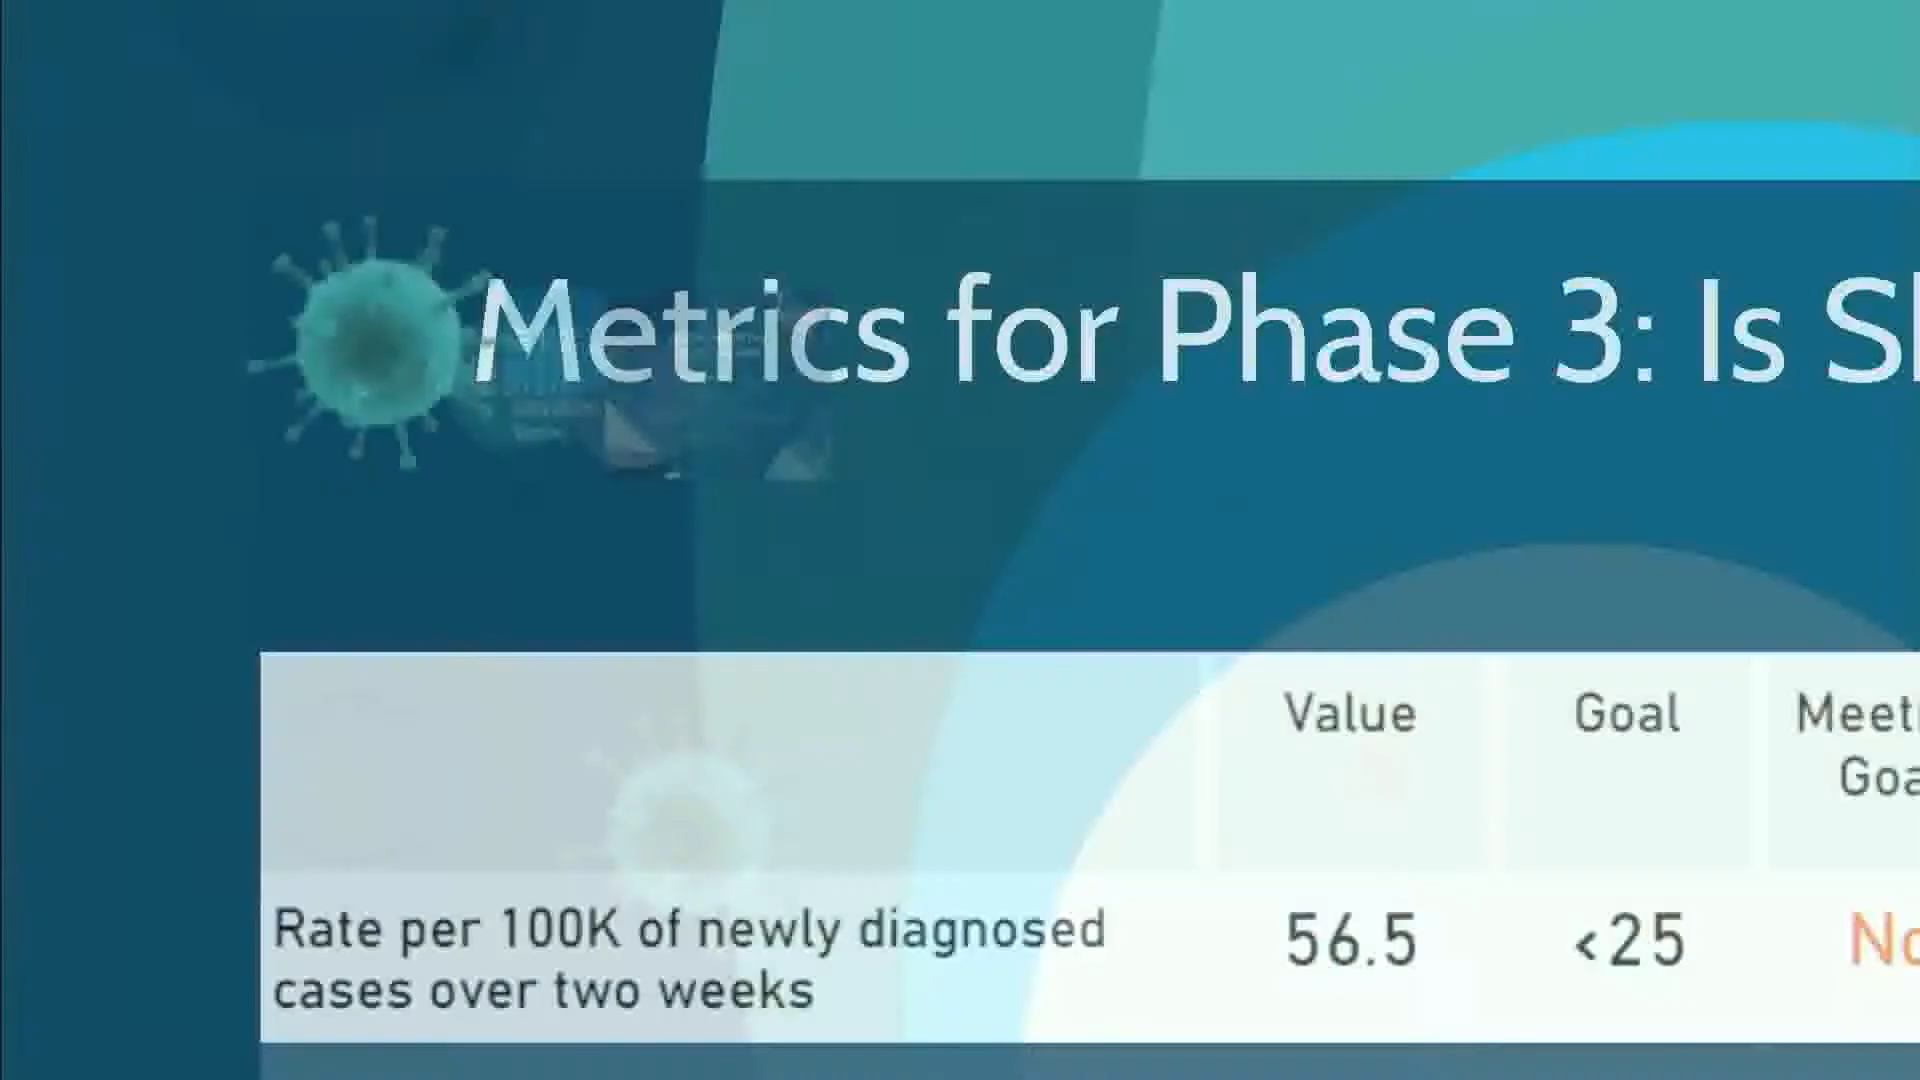 Metrics for Phase 3: Is
Value
Goal
Rate per 100K of newly diagnosed
cases over two weeks
56.5
<25